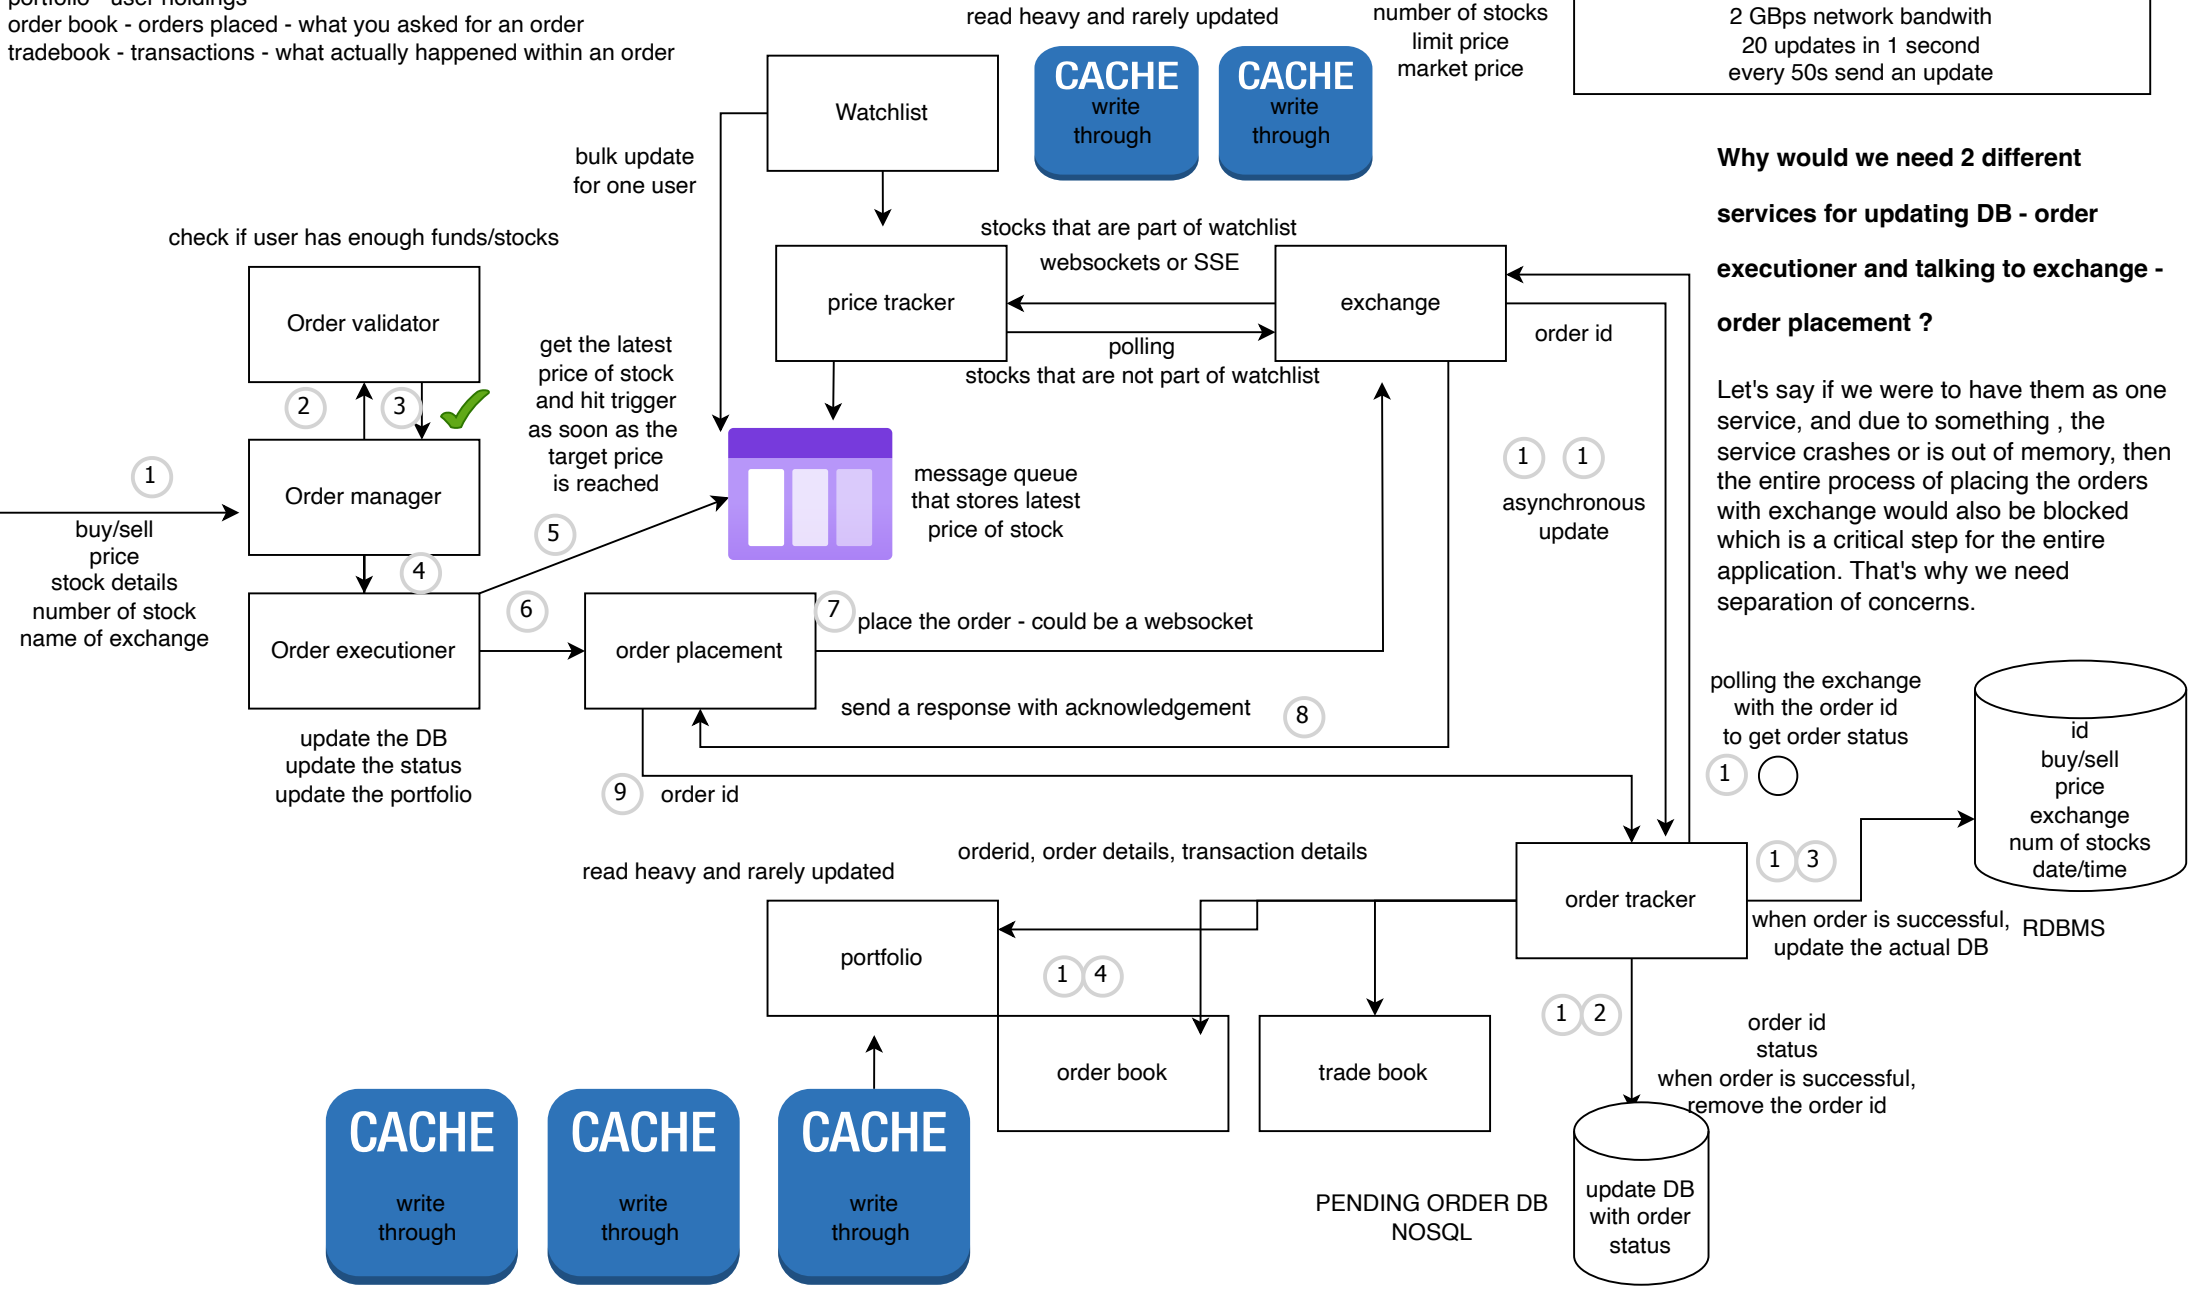 portfolio - user holdings
order book - orders placed - what you asked for an order
tradebook - transactions - what actually happened within an order
read heavy and rarely updated
number of stocks
limit price
market price
2 GBps network bandwith
20 updates in 1 second
every 50s send an update
Watchlist
CACHE
write
through
CACHE
write
through
bulk update
for one user
Why would we need 2 different
services for updating DB - order
executioner and talking to exchange -
order placement ?
Let's say if we were to have them as one
service, and due to something , the
service crashes or is out of memory, then
the entire process of placing the orders
with exchange would also be blocked
which is a critical step for the entire
application. That's why we need
separation of concerns.
check if user has enough funds/stocks
Order validator
stocks that are part of watchlist
websockets or SSE
price tracker
exchange
polling
stocks that are not part of watchlist
order id
get the latest
price of stock
and hit trigger
as soon as the
target price
is reached
2
3
1
Order manager
buy/sell
price
stock details
number of stock
name of exchange
4
5
message queue
that stores latest
price of stock
1 1
asynchronous
update
Order executioner
6
order placement
7
place the order - could be a websocket
send a response with acknowledgement
8
update the DB
update the status
update the portfolio
9
order id
polling the exchange
with the order id
to get order status
1
id
buy/sell
price
exchange
num of stocks
date/time
RDBMS
read heavy and rarely updated
orderid, order details, transaction details
order tracker
1 3
when order is successful,
update the actual DB
portfolio
1 4
order book
trade book
1 2
order id
status
when order is successful,
remove the order id
CACHE
write
through
CACHE
write
through
CACHE
write
through
PENDING ORDER DB
NOSQL
update DB
with order
status